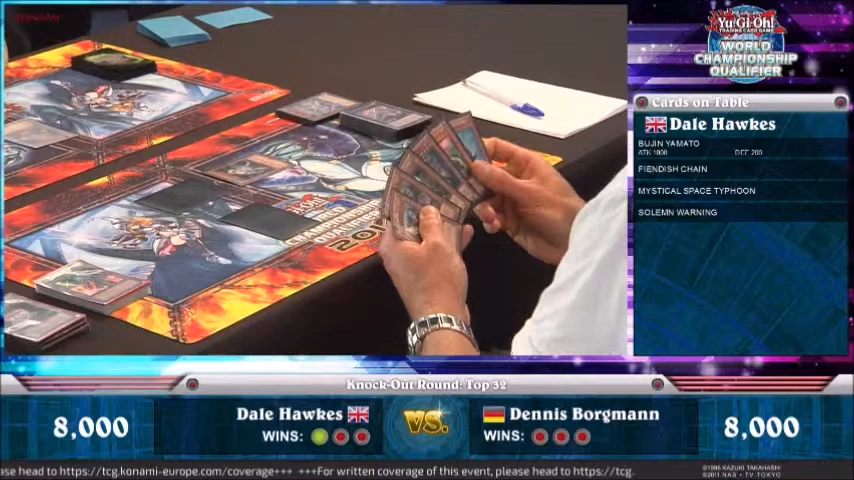 Yu-Gi-Oh!
TRADING CARD GAME
WORLD
CHAMPIONSHIP
QUALIFIER
Cards on Table
Dale Hawkes
BUJIN YAMATO
DEF 200
FIENDISH CHAIN
MYSTICAL SPACE TYPHOON
SOLEMN WARNING
Knock-Out Round: Top 32
8,000
Dale Hawkes
WINS:
VS.
Dennis Borgmann
WINS:
8,000
ase head to https://tcg.konami-europe.com/coverage+++ +++For written coverage of this event, please head to https://tcg.
©1996 KAZUKI TAKAHASHI
©2011 NAS • TV TOKYO